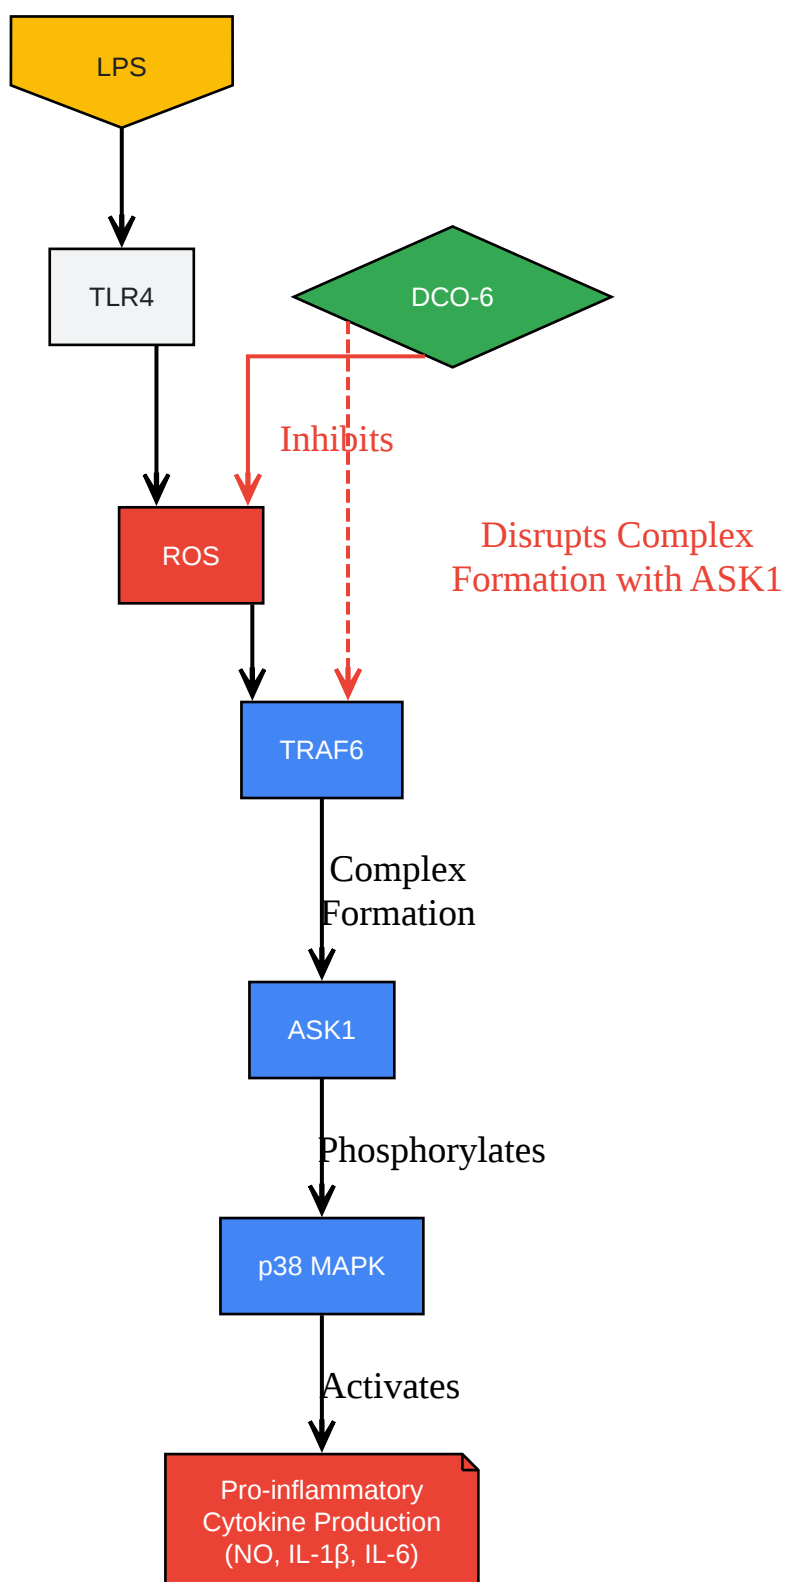 LPS
TLR4
DCO-6
Inhibits
Disrupts Complex
Formation with ASK1
ROS
TRAF6
Complex
Formation
ASK1
Phosphorylates
p38 MAPK
Activates
Pro-inflammatory
Cytokine Production
(NO, IL-1β, IL-6)